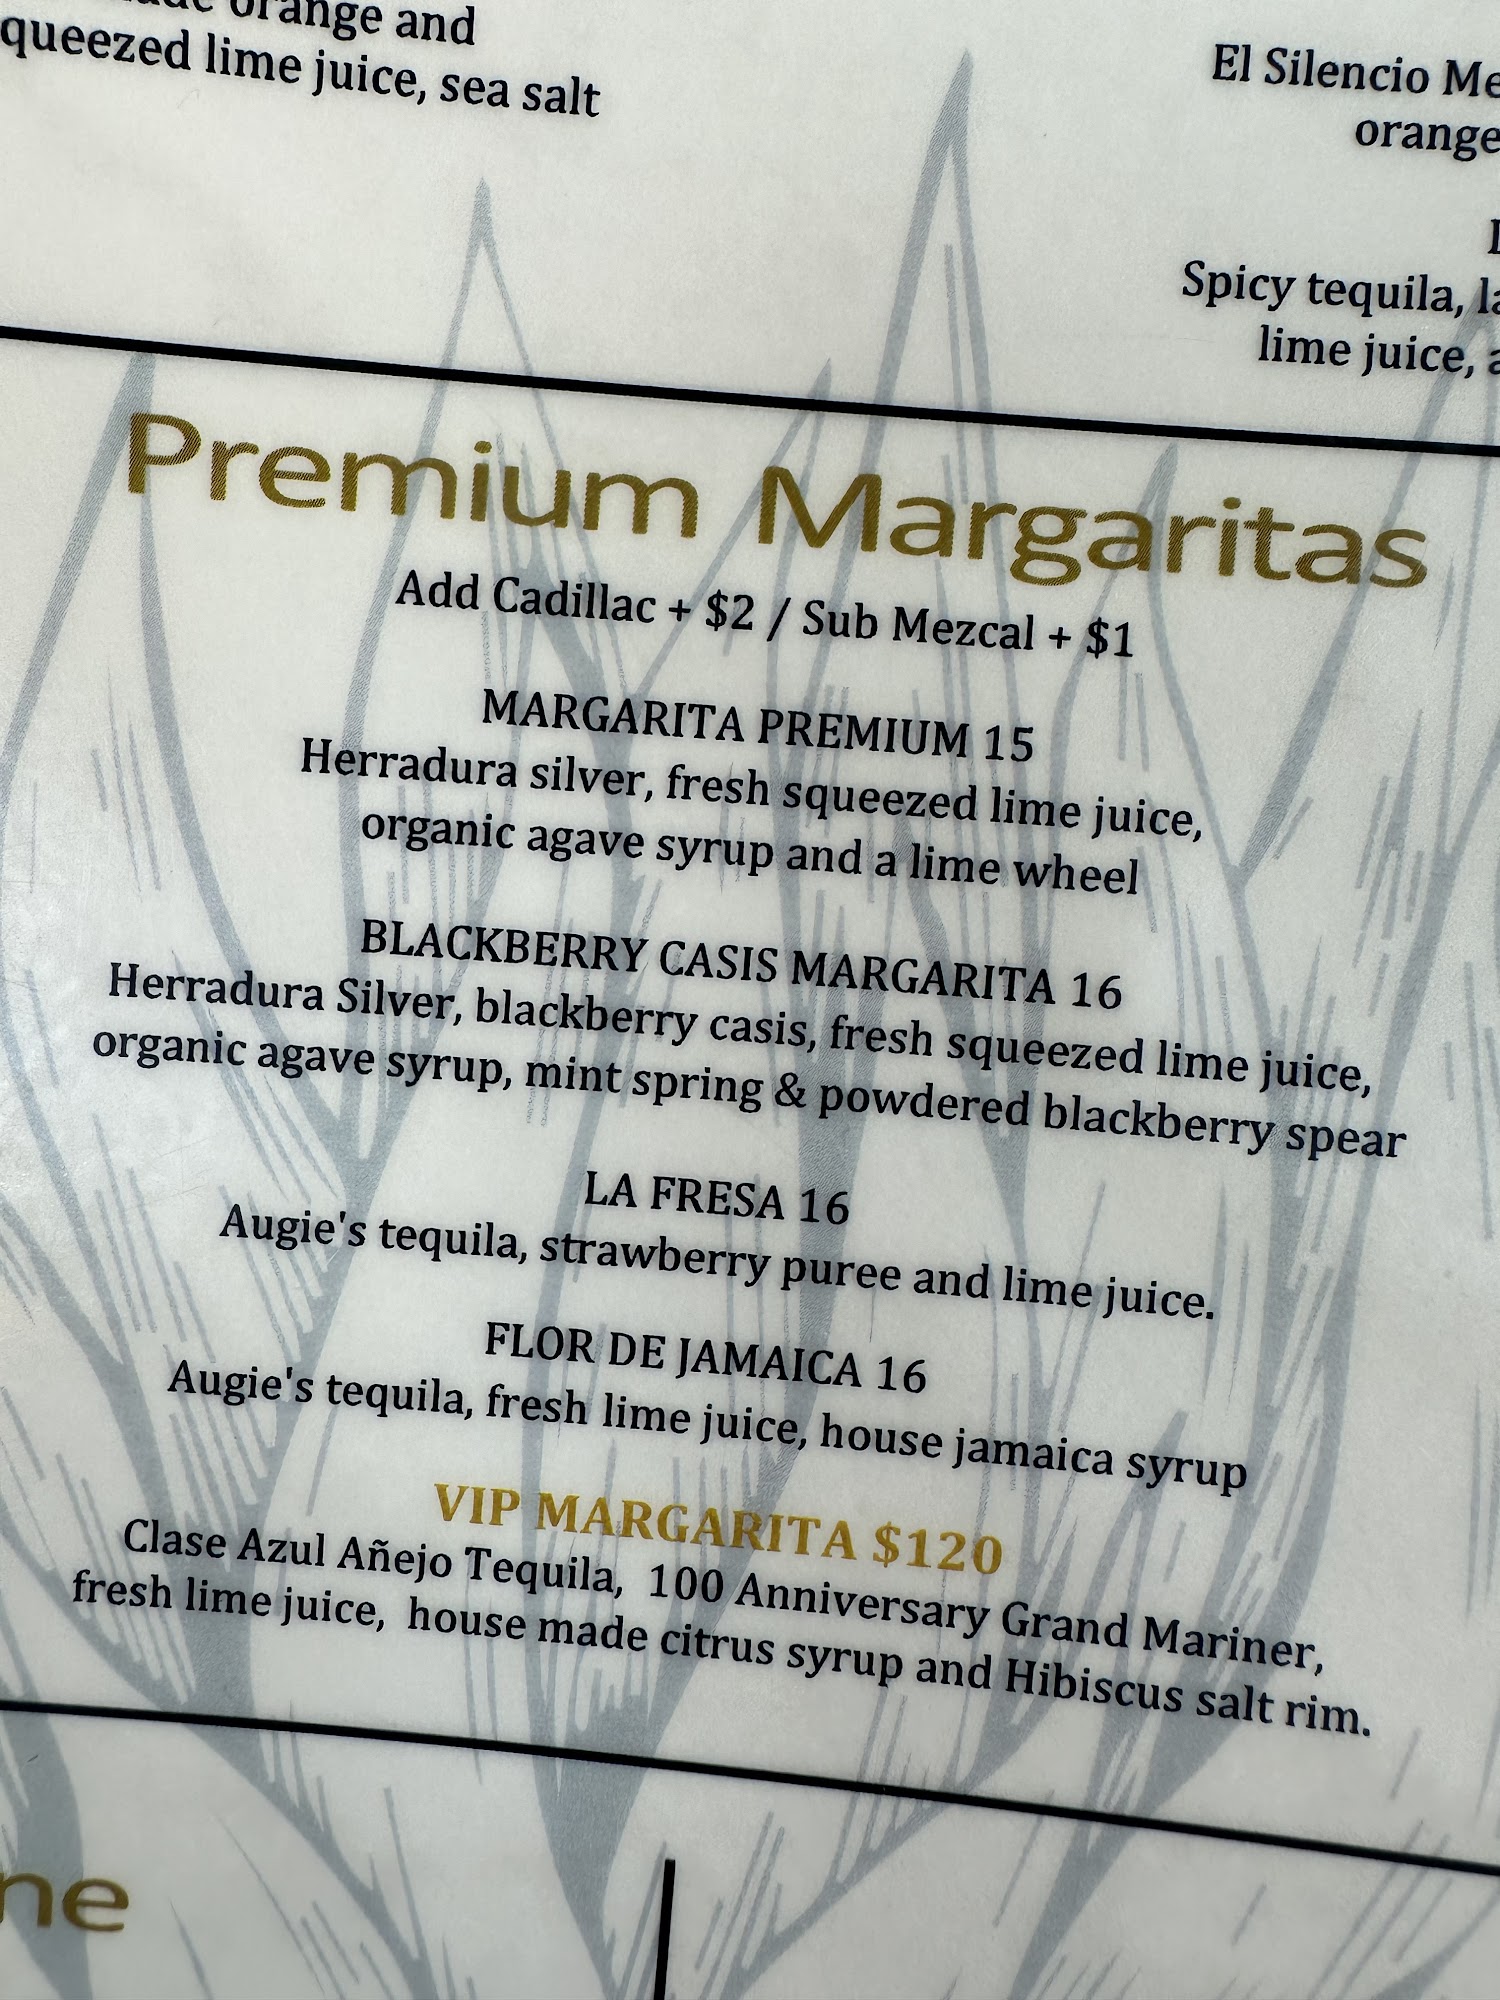 orange and
queezed lime juice, sea salt
El Silencio Me
orange
Spicy tequila, la
lime juice, a
Premium Margaritas
Add Cadillac + $2 / Sub Mezcal + $1
MARGARITA PREMIUM 15
Herradura silver, fresh squeezed lime juice,
organic agave syrup and a lime wheel
BLACKBERRY CASIS MARGARITA 16
Herradura Silver, blackberry casis, fresh squeezed lime juice,
organic agave syrup, mint spring & powdered blackberry spear
LA FRESA 16
Augie's tequila, strawberry puree and lime juice.
FLOR DE JAMAICA 16
Augie's tequila, fresh lime juice, house jamaica syrup
VIP MARGARITA $120
Clase Azul Añejo Tequila, 100 Anniversary Grand Mariner,
fresh lime juice, house made citrus syrup and Hibiscus salt rim.
ne